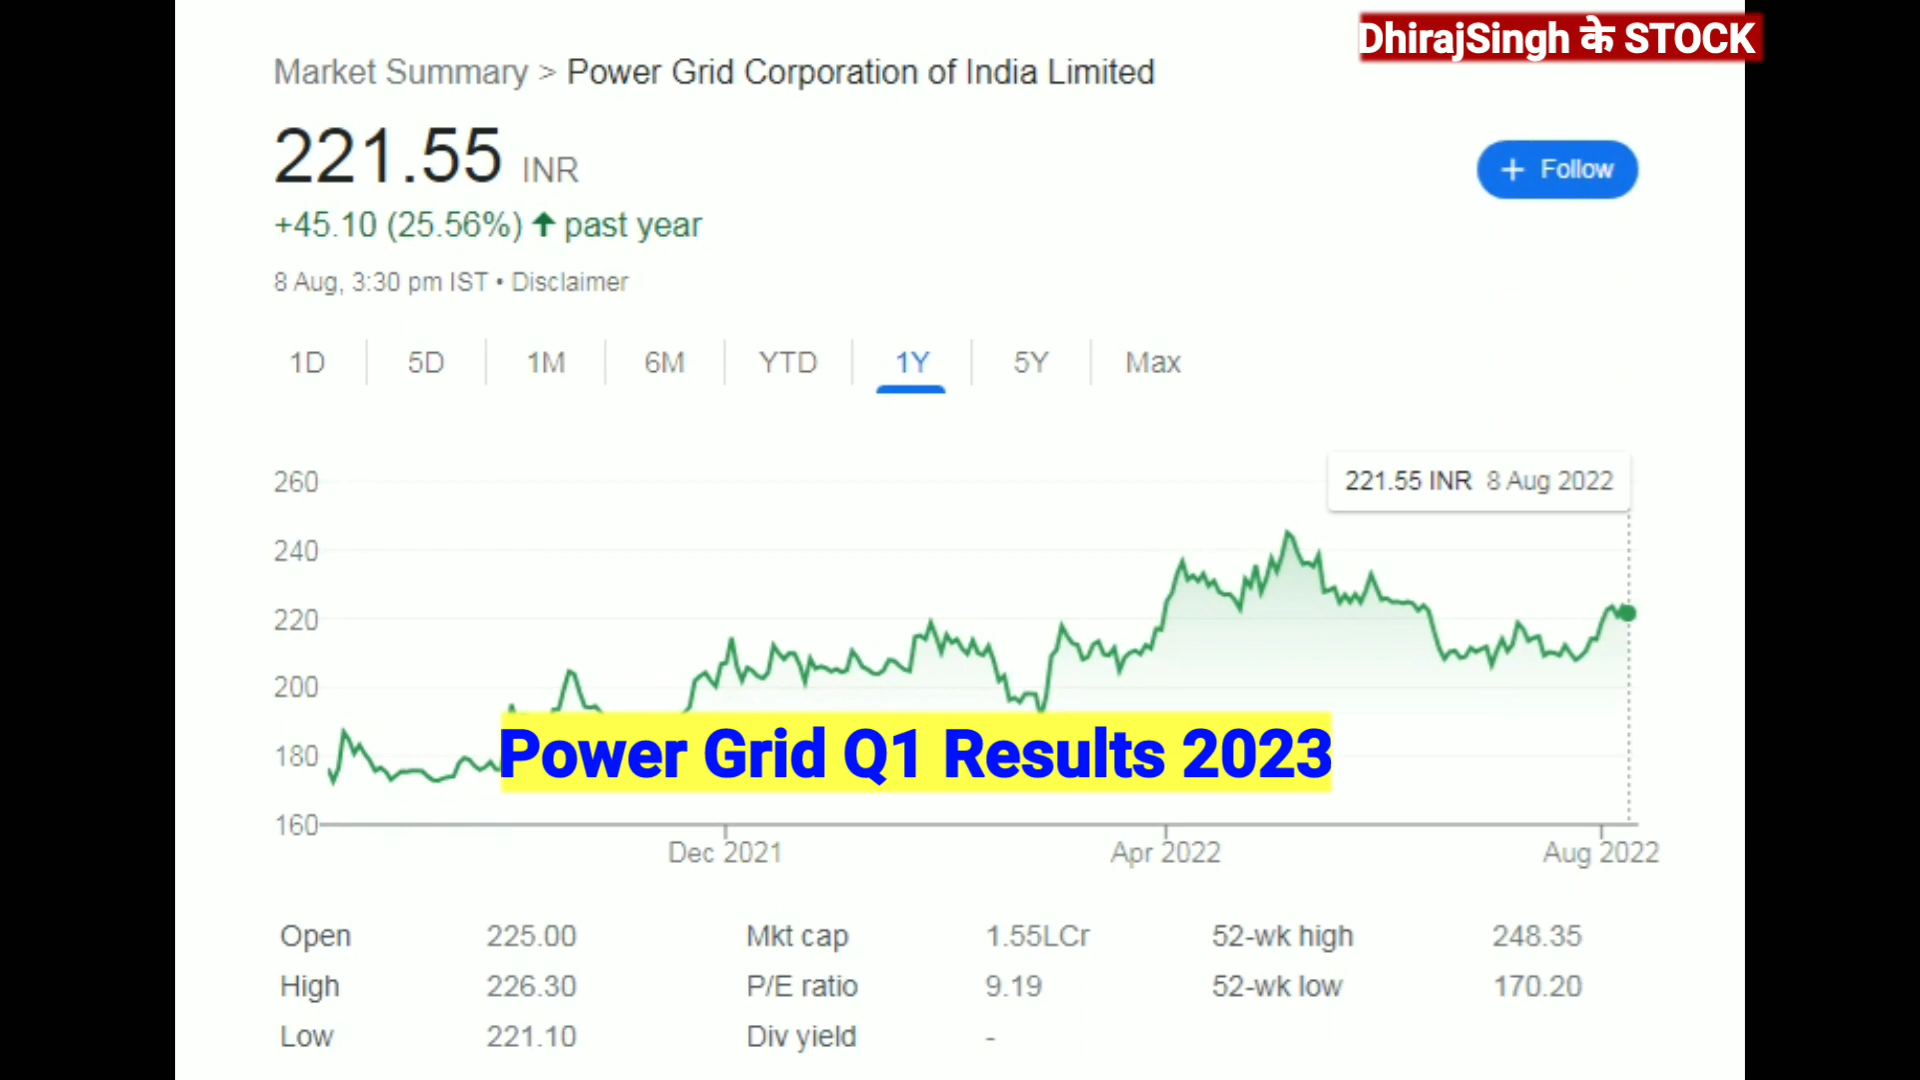 DhirajSingh के STOCK
Market Summary > Power Grid Corporation of India Limited
221.55 INR
+ Follow
+45.10 (25.56%) ↑ past year
8 Aug, 3:30 pm IST • Disclaimer
1D 5D 1M 6M YTD 1Y 5Y Max
221.55 INR 8 Aug 2022
260
240
220
200
180
160
Power Grid Q1 Results 2023
Dec 2021 Apr 2022 Aug 2022
Open 225.00 Mkt cap 1.55LCr 52-wk high 248.35
High 226.30 P/E ratio 9.19 52-wk low 170.20
Low 221.10 Div yield -